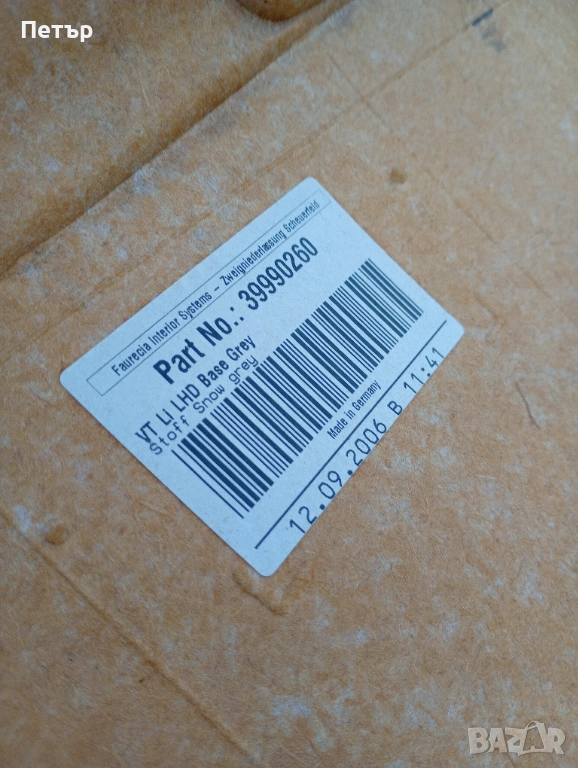 Петър
Faurecia Interior Systems – Zweigniederlassung Scheuerfeld
Part No.: 39990260
VT Li LHD Base Grey
Stoff Snow grey
Made in Germany
12.09.2006 B 11:41
BAZAR